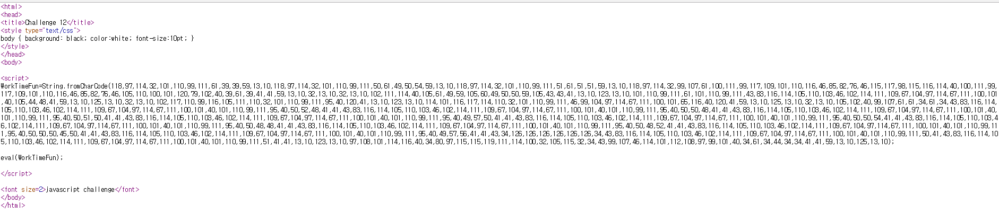 <html>
<head>
<title>Challenge 12</title>
<style type="text/css">
body { background: black; color:white; font-size:10pt; }
</style>
</head>
<body>
<script>
WorkTimeFun=String.fromCharCode(118,97,114,32,101,110,99,111,61,39,39,59,13,10,118,97,114,32,101,110,99,111,50,61,49,50,54,59,13,10,118,97,114,32,101,110,99,111,51,61,51,51,59,13,10,118,97,114,32,99,107,61,100,111,99,117,109,101,110,116,46,85,82,76,46,115,117,98,115,116,114,40,100,111,99,
117,109,101,110,116,46,85,82,76,46,105,110,100,101,120,79,102,40,39,61,39,41,41,59,13,10,32,13,10,32,13,10,102,111,114,40,105,61,49,59,105,60,49,50,50,59,105,43,43,41,13,10,123,13,10,101,110,99,111,61,101,110,99,111,43,83,116,114,105,110,103,46,102,114,111,109,67,104,97,114,67,111,100,101
,40,105,44,48,41,59,13,10,125,13,10,32,13,10,102,117,110,99,116,105,111,110,32,101,110,99,111,95,40,120,41,13,10,123,13,10,114,101,116,117,114,110,32,101,110,99,111,46,99,104,97,114,67,111,100,101,65,116,40,120,41,59,13,10,125,13,10,32,13,10,105,102,40,99,107,61,61,34,61,34,43,83,116,114,
105,110,103,46,102,114,111,109,67,104,97,114,67,111,100,101,40,101,110,99,111,95,40,50,52,48,41,41,43,83,116,114,105,110,103,46,102,114,111,109,67,104,97,114,67,111,100,101,40,101,110,99,111,95,40,50,50,48,41,41,43,83,116,114,105,110,103,46,102,114,111,109,67,104,97,114,67,111,100,101,40,
101,110,99,111,95,40,50,51,50,41,41,43,83,116,114,105,110,103,46,102,114,111,109,67,104,97,114,67,111,100,101,40,101,110,99,111,95,40,49,57,50,41,41,43,83,116,114,105,110,103,46,102,114,111,109,67,104,97,114,67,111,100,101,40,101,110,99,111,95,40,50,50,54,41,41,43,83,116,114,105,110,103,4
6,102,114,111,109,67,104,97,114,67,111,100,101,40,101,110,99,111,95,40,50,48,48,41,41,43,83,116,114,105,110,103,46,102,114,111,109,67,104,97,114,67,111,100,101,40,101,110,99,111,95,40,50,48,52,41,41,43,83,116,114,105,110,103,46,102,114,111,109,67,104,97,114,67,111,100,101,40,101,110,99,11
1,95,40,50,50,50,45,50,41,41,43,83,116,114,105,110,103,46,102,114,111,109,67,104,97,114,67,111,100,101,40,101,110,99,111,95,40,49,57,56,41,41,43,34,126,126,126,126,126,126,34,43,83,116,114,105,110,103,46,102,114,111,109,67,104,97,114,67,111,100,101,40,101,110,99,111,50,41,43,83,116,114,10
5,110,103,46,102,114,111,109,67,104,97,114,67,111,100,101,40,101,110,99,111,51,41,41,13,10,123,13,10,97,108,101,114,116,40,34,80,97,115,115,119,111,114,100,32,105,115,32,34,43,99,107,46,114,101,112,108,97,99,101,40,34,61,34,44,34,34,41,41,59,13,10,125,13,10);
eval(WorkTimeFun);
</script>
<font size=2>javascript challenge</font>
</body>
</html>